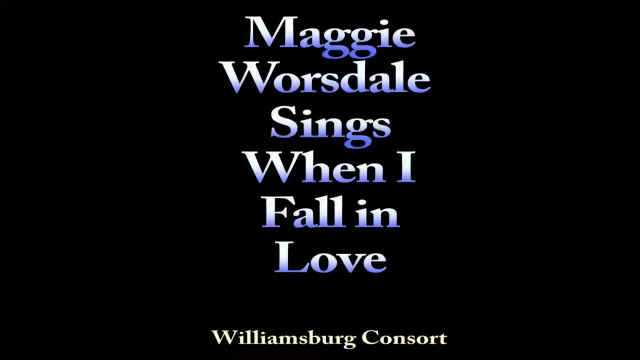 Maggie
Worsdale
Sings
When I
Fall in
Love
Williamsburg Consort